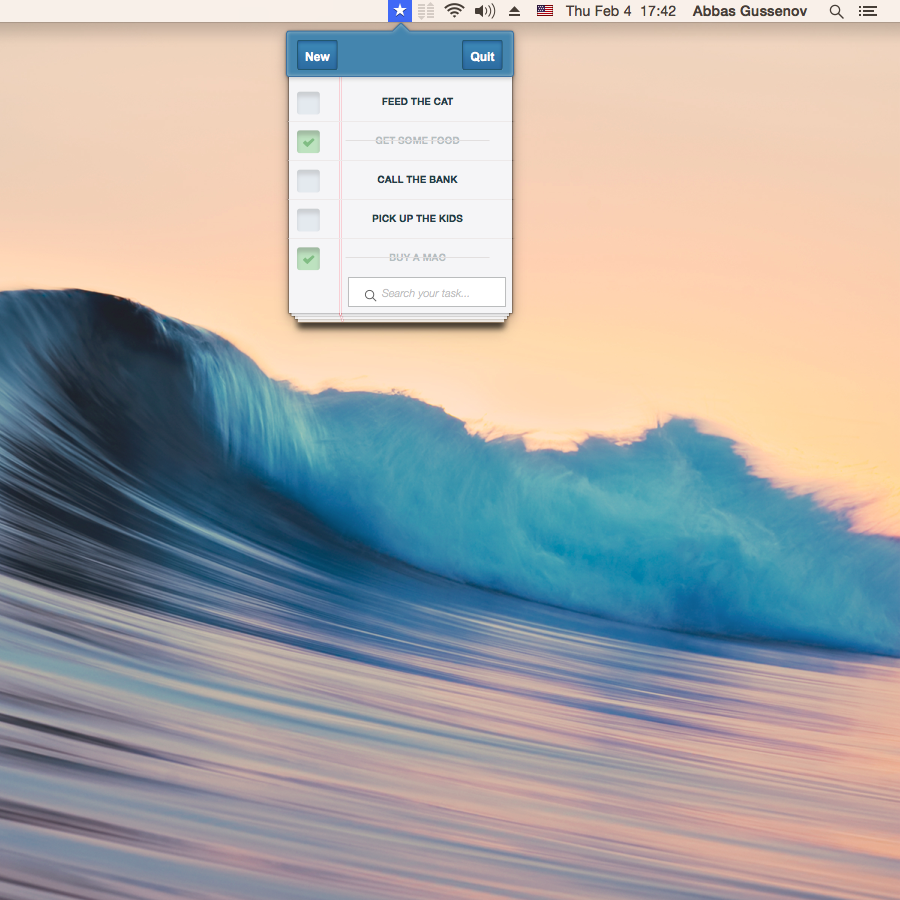 Thu Feb 4 17:42 Abbas Gussenov
New Quit
FEED THE CAT
GET SOME FOOD
CALL THE BANK
PICK UP THE KIDS
BUY A MAC
Search your task...